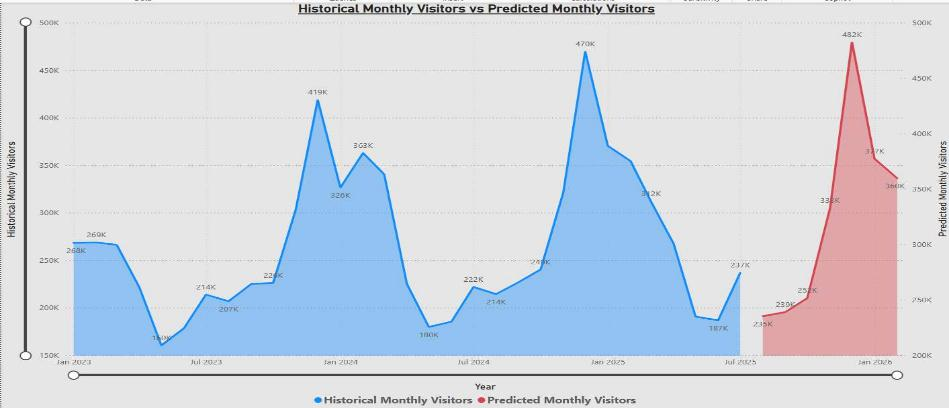 Historical Monthly Visitors vs Predicted Monthly Visitors
500K 500K
482K
470K
450K 450K
419K
400K 400K
363K
377K
350K 350K
326K
360K
312K
300K 300K
269K
268K
250K 250K
237K
226K
222K
214K
214K
207K
235K
200K 200K
180K
187K
150K
Jan 2023 Jul 2023 Jan 2024 Jul 2024 Jan 2025 Jul 2025 Jan 2026
Historical Monthly Visitors
Predicted Monthly Visitors
Year
Historical Monthly Visitors Predicted Monthly Visitors